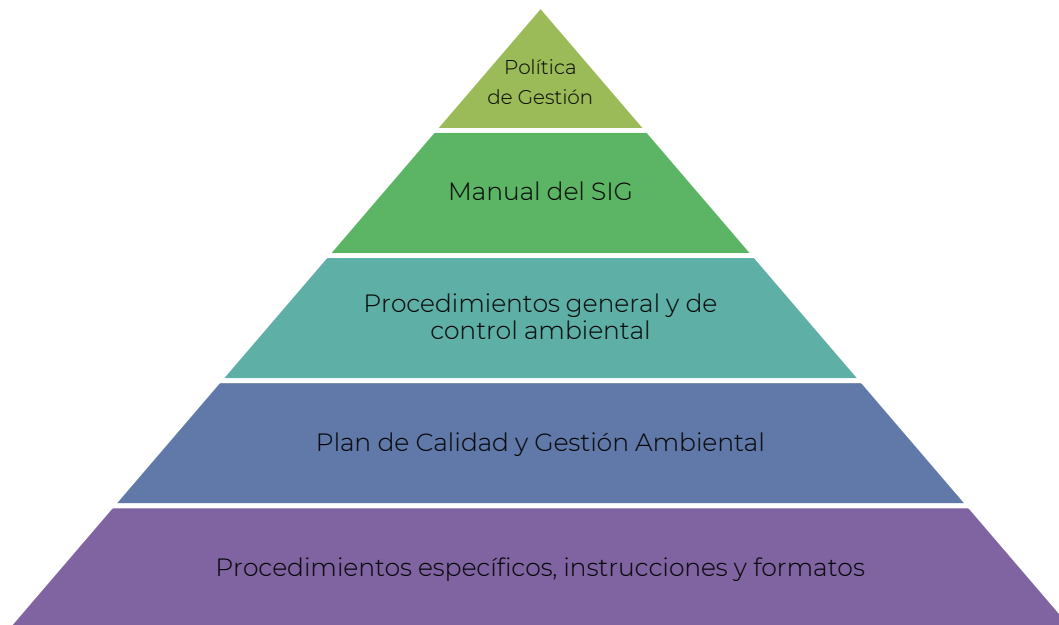 Política
de Gestión
Manual del SIG
Procedimientos general y de
control ambiental
Plan de Calidad y Gestión Ambiental
Procedimientos específicos, instrucciones y formatos